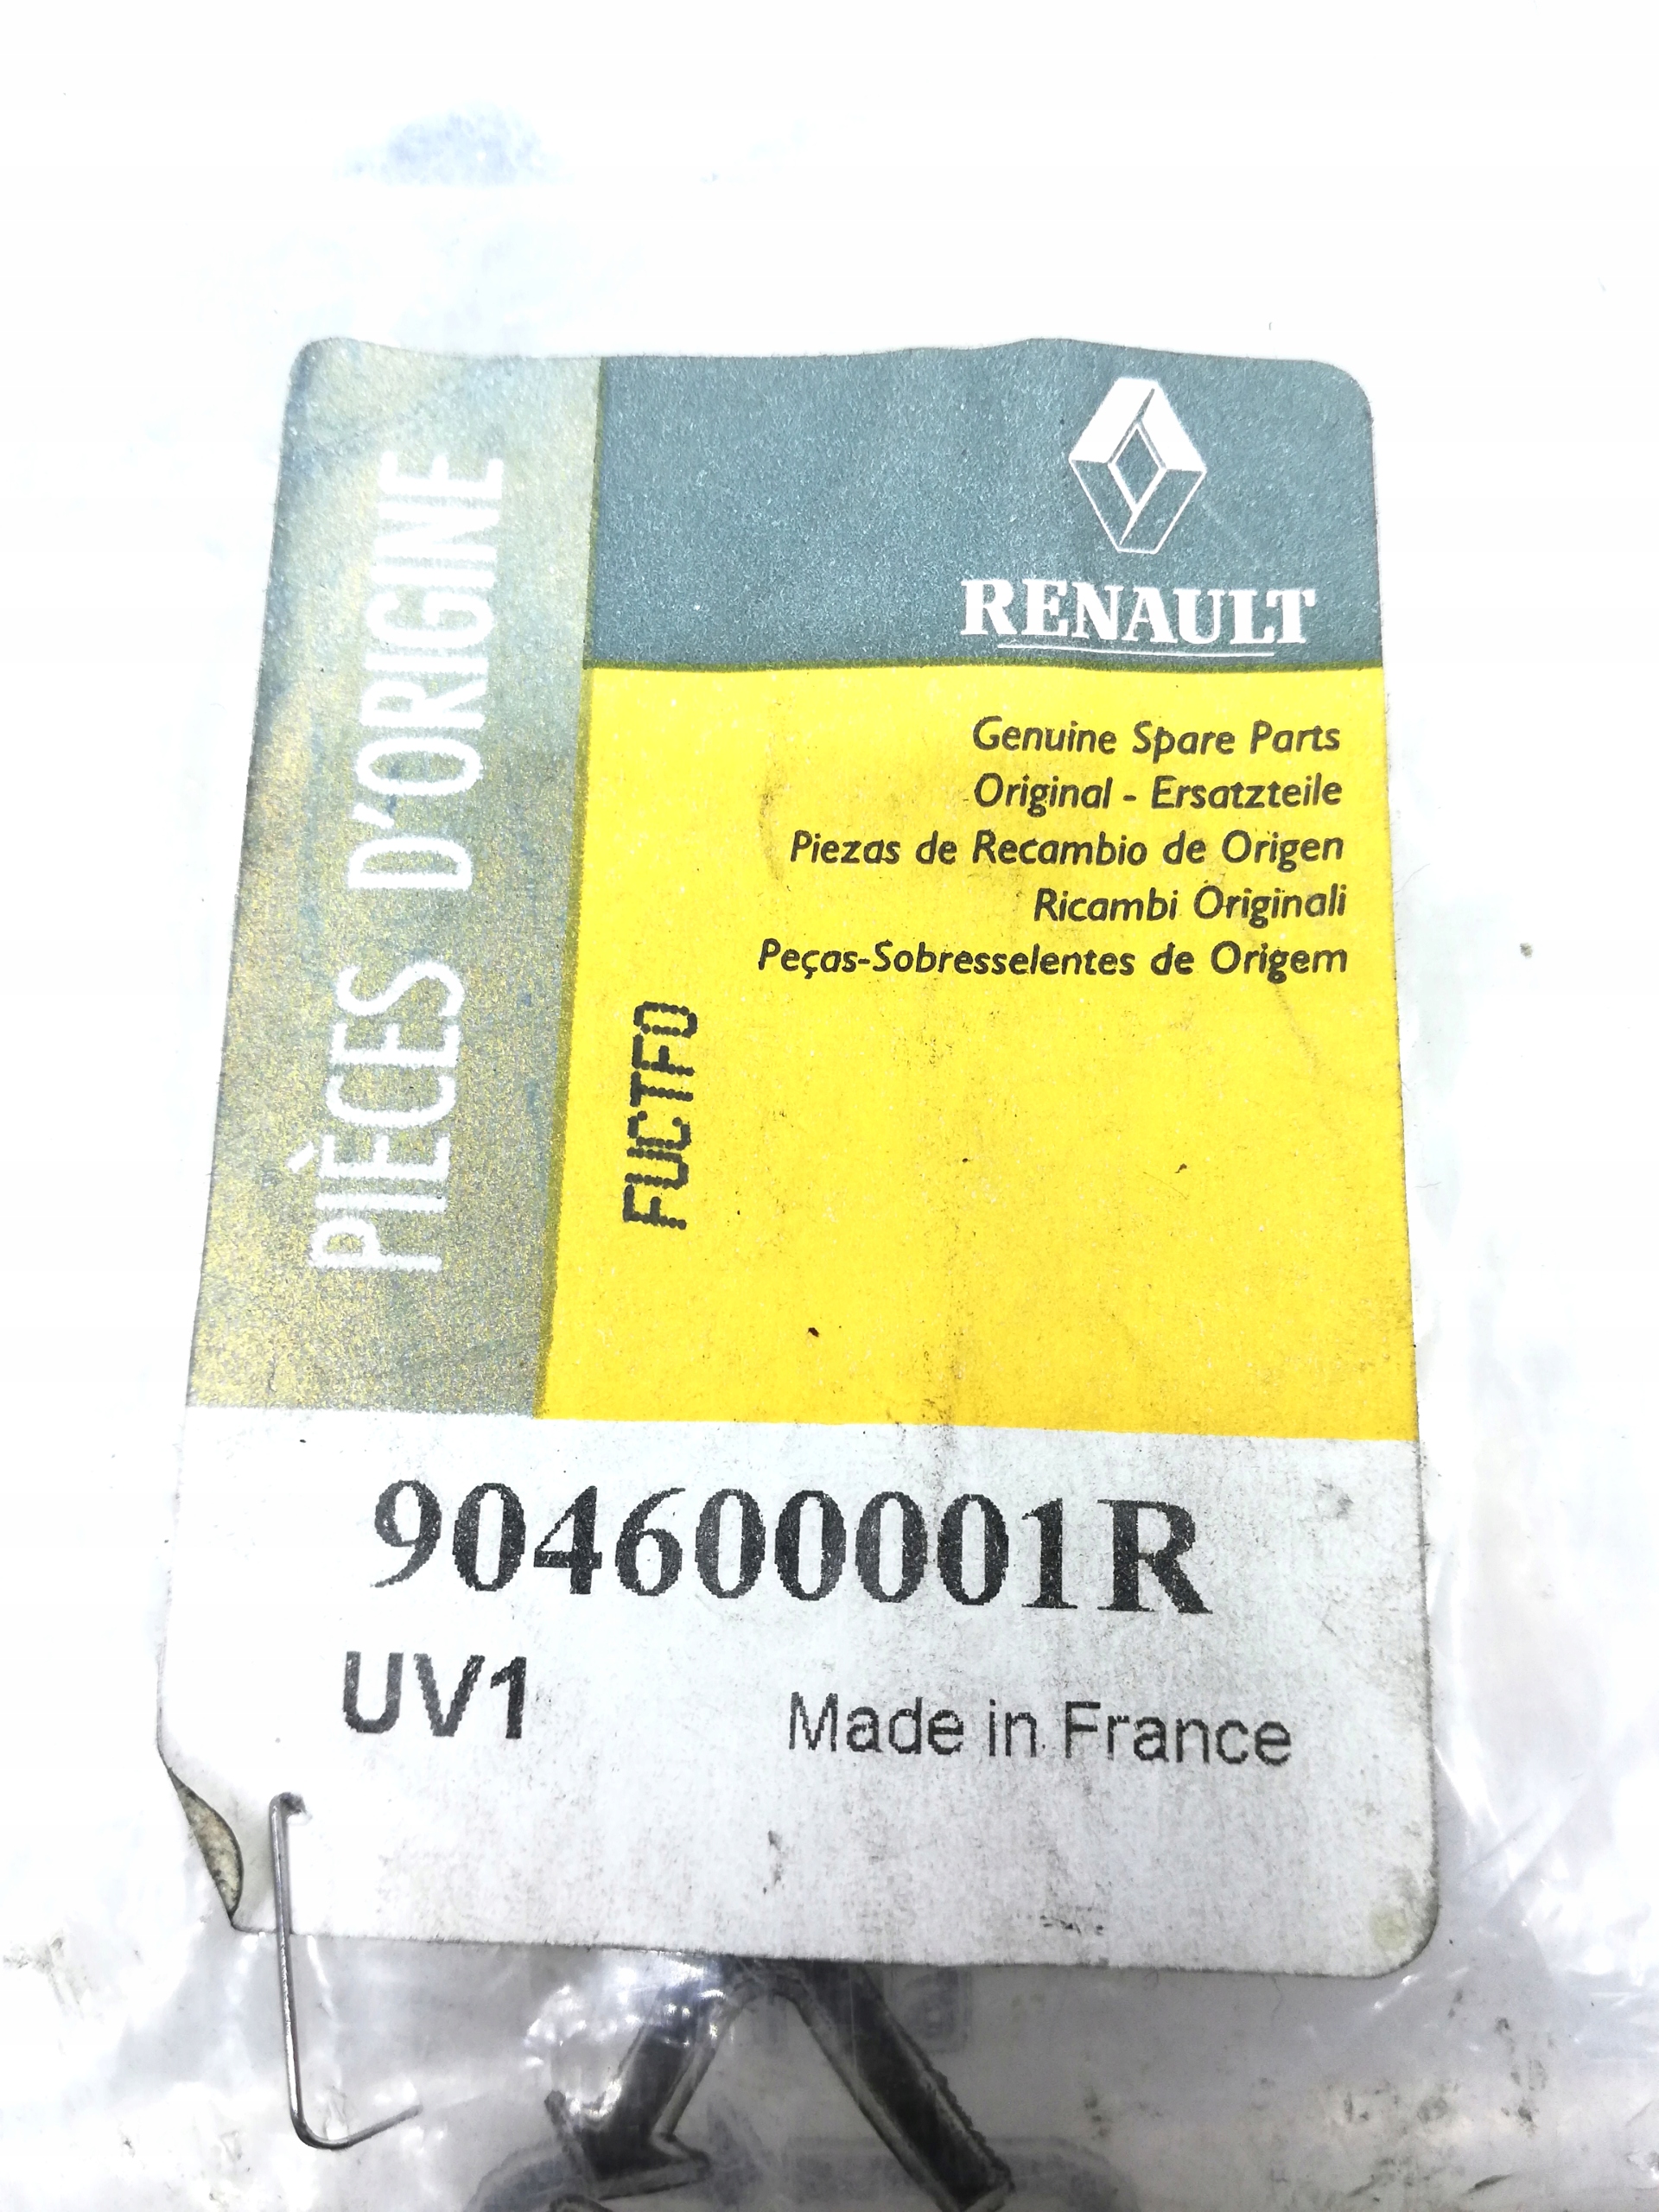 PIÈCES D'ORIGINE
RENAULT
Genuine Spare Parts
Original - Ersatzteile
Piezas de Recambio de Origen
Ricambi Originali
Peças-Sobresselentes de Origem
FUCTFO
904600001R
UV1
Made in France